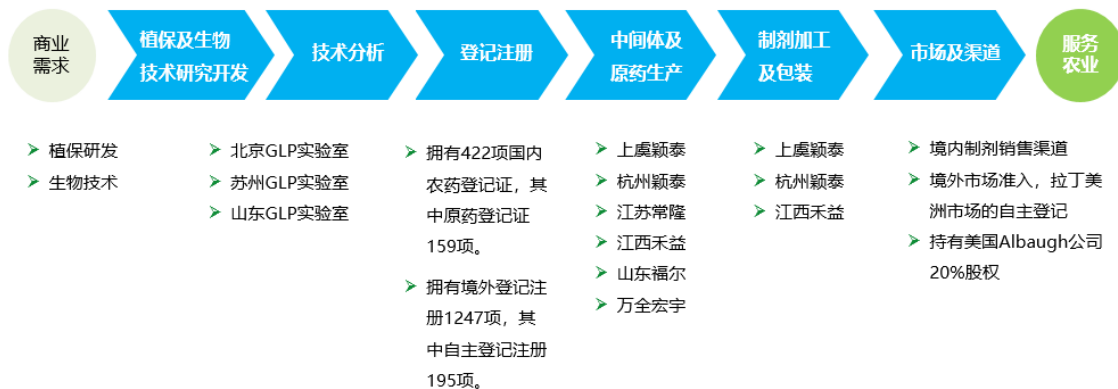 商业
需求
植保及生物
技术研究开发
技术分析
登记注册
中间体及
原药生产
制剂加工
及包装
市场及渠道
服务
农业
植保研发
生物技术
北京GLP实验室
苏州GLP实验室
山东GLP实验室
拥有422项国内
农药登记证，其
中原药登记证
159项。
拥有境外登记注
册1247项，其
中自主登记注册
195项。
上虞颖泰
杭州颖泰
江苏常隆
江西禾益
山东福尔
万全宏宇
上虞颖泰
杭州颖泰
江西禾益
境内制剂销售渠道
境外市场准入，拉丁美
洲市场的自主登记
持有美国Albaugh公司
20%股权